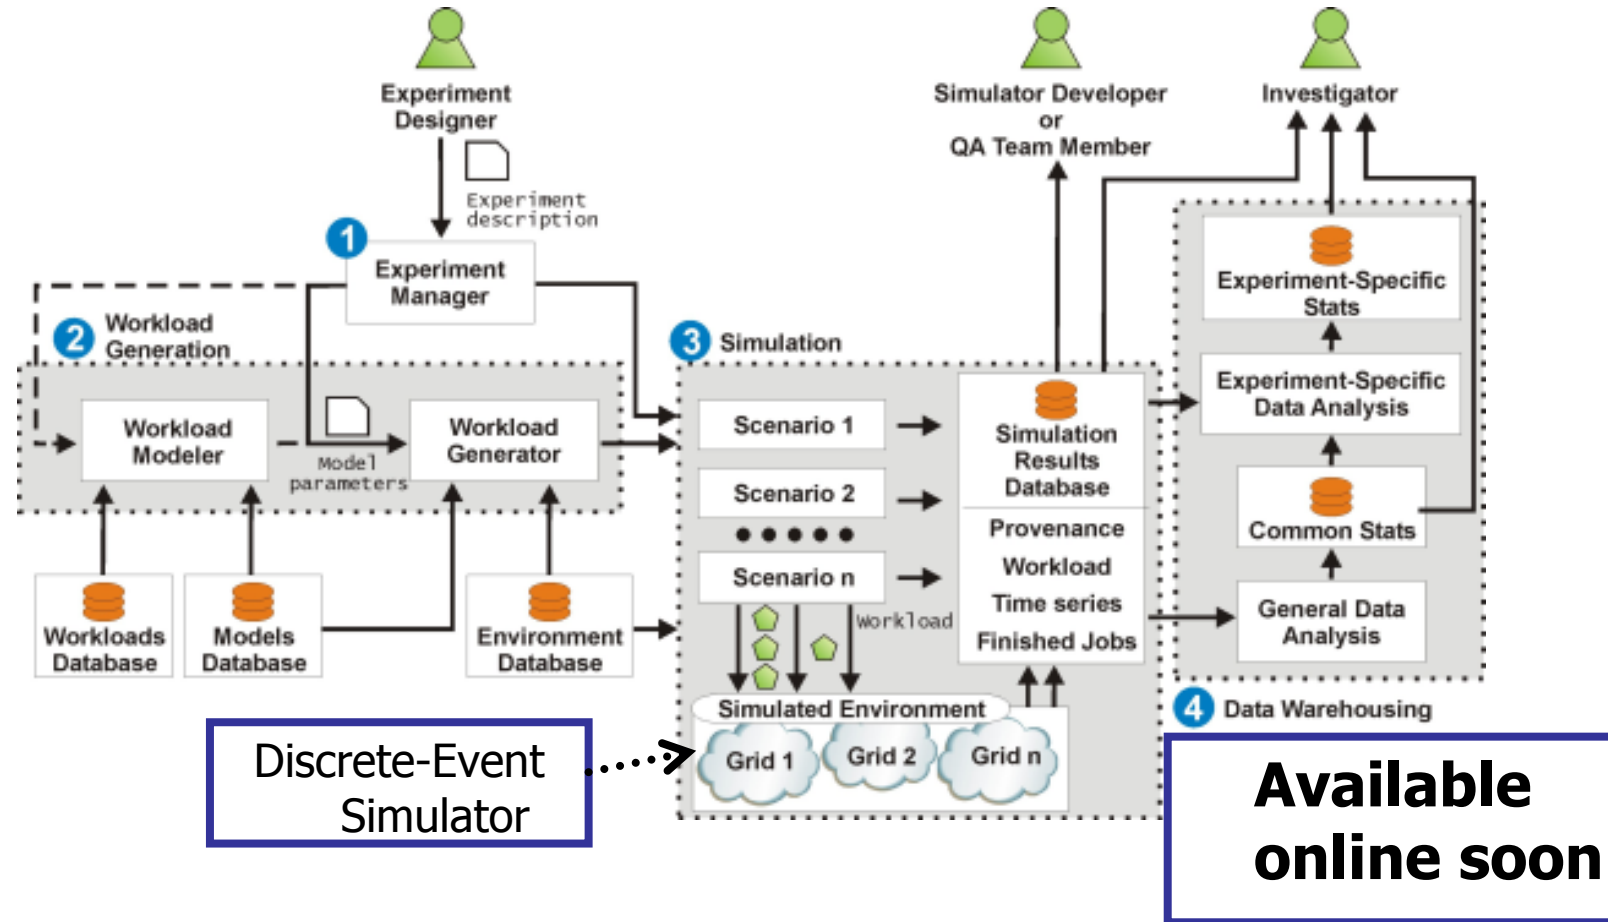 Experiment
Designer
Simulator Developer
or
QA Team Member
Investigator
Experiment
description
1
Experiment
Manager
2
Workload
Generation
Workload
Modeler
Model
parameters
Workload
Generator
Workloads
Database
Models
Database
Environment
Database
3
Simulation
Scenario 1
Scenario 2
Scenario n
Workload
Simulation
Results
Database
Provenance
Workload
Time series
Finished Jobs
Simulated Environment
Grid 1
Grid 2
Grid n
Experiment-Specific
Stats
Experiment-Specific
Data Analysis
Common Stats
General Data
Analysis
4
Data Warehousing
Discrete-Event
Simulator
Available
online soon